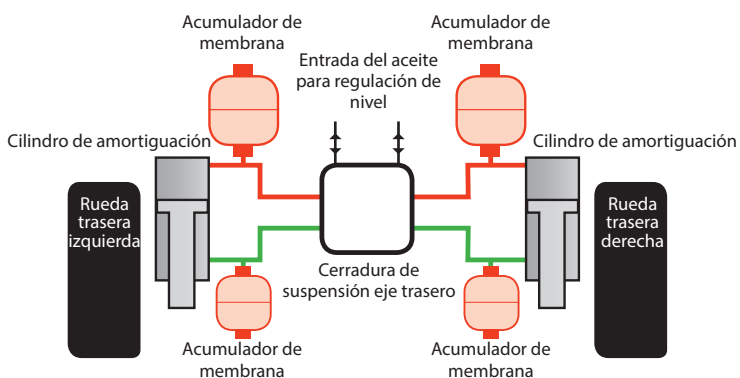 Acumulador de
membrana
Acumulador de
membrana
Entrada del aceite
para regulación de
nivel
Cilindro de amortiguación
Cilindro de amortiguación
Rueda
trasera
izquierda
Rueda
trasera
derecha
Cerradura de
suspensión eje trasero
Acumulador de
membrana
Acumulador de
membrana